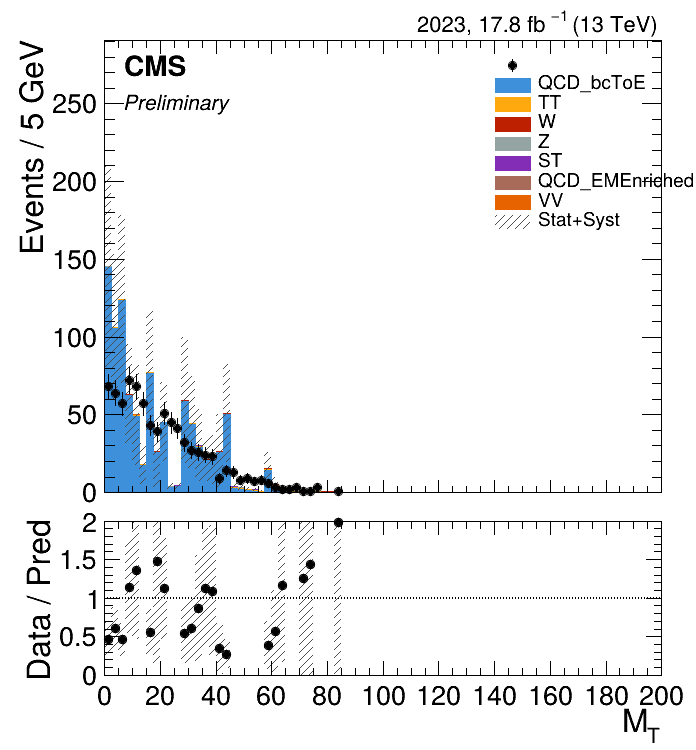 2023, 17.8 fb⁻¹ (13 TeV)
CMS
Preliminary
QCD_bcToE
TT
W
Z
ST
QCD_EMEnriched
VV
Stat+Syst
Events / 5 GeV
250
200
150
100
50
0
Data / Pred
2
1.5
1
0.5
0
0 20 40 60 80 100 120 140 160 180 200
M_T